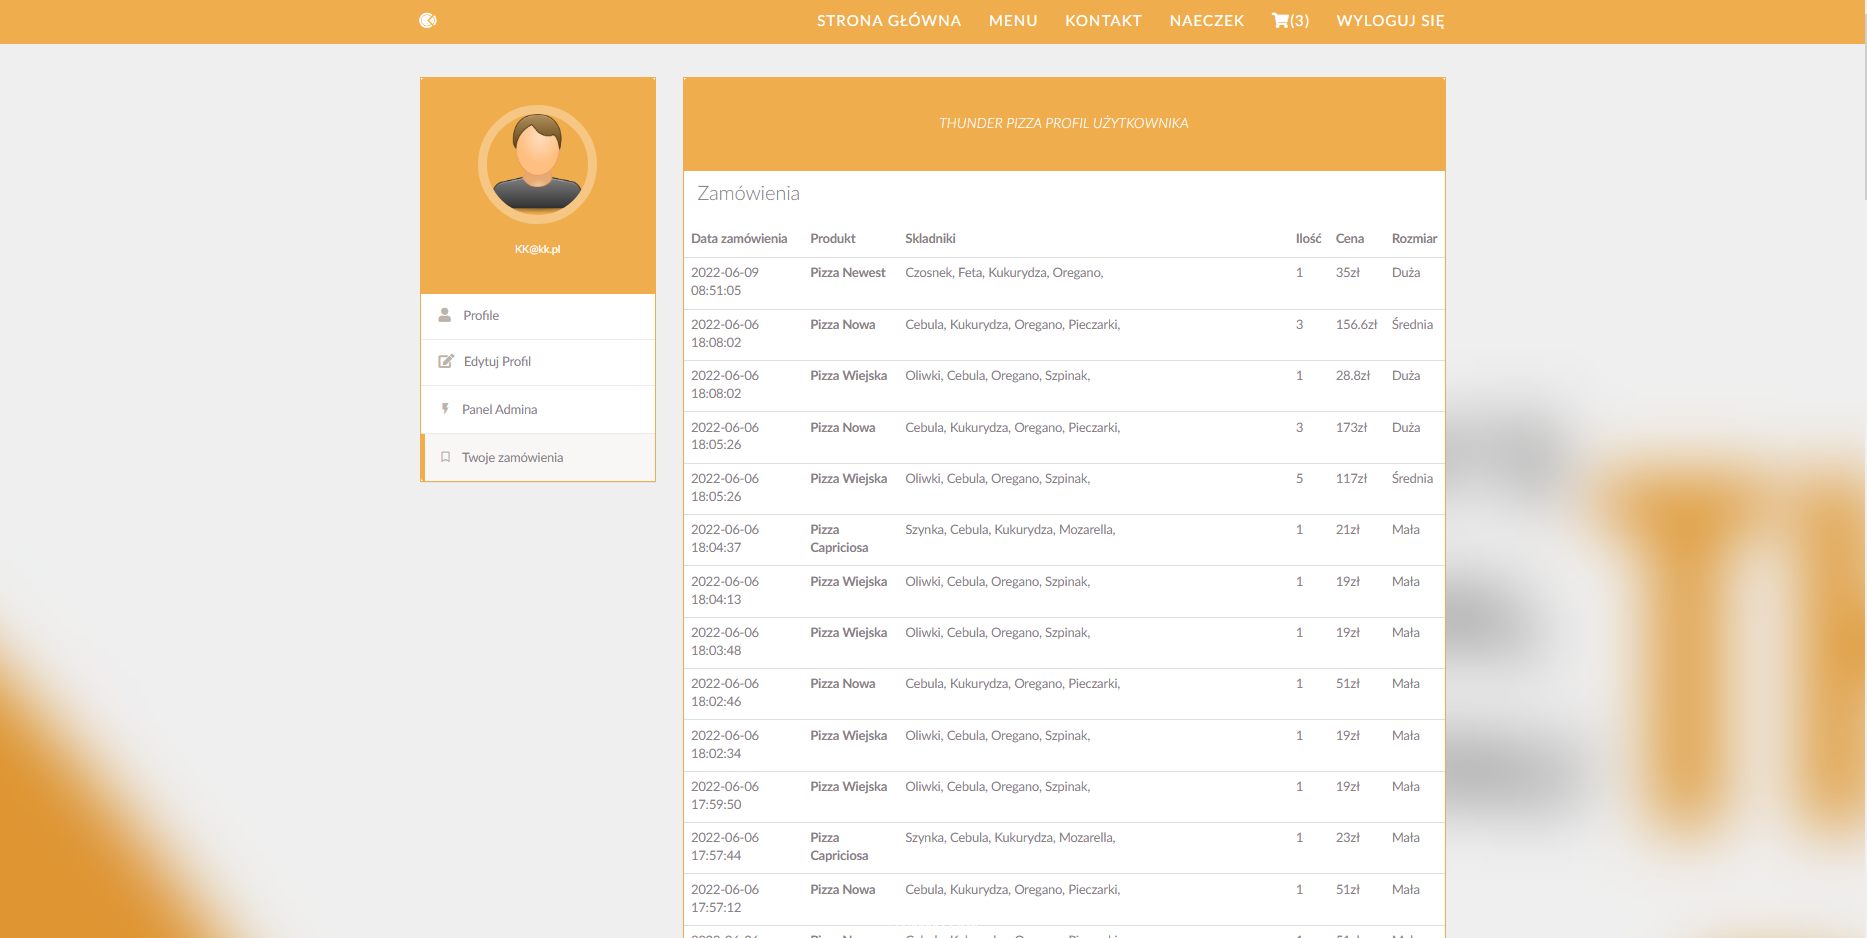 STRONA GŁÓWNA MENU KONTAKT NAECZEK (3) WYLOGUJ SIĘ
KK@kk.pl
Profile
Edytuj Profil
Panel Admina
Twoje zamówienia
THUNDER PIZZA PROFIL UŻYTKOWNIKA
Zamówienia
Data zamówienia Produkt Składniki Ilość Cena Rozmiar
2022-06-09 Pizza Newest Czosnek, Feta, Kukurydza, Oregano, 1 35zł Duża
08:51:05
2022-06-06 Pizza Nowa Cebula, Kukurydza, Oregano, Pieczarki, 3 156.6zł Średnia
18:08:02
2022-06-06 Pizza Wiejska Oliwki, Cebula, Oregano, Szpinak, 1 28.8zł Duża
18:08:02
2022-06-06 Pizza Nowa Cebula, Kukurydza, Oregano, Pieczarki, 3 173zł Duża
18:05:26
2022-06-06 Pizza Wiejska Oliwki, Cebula, Oregano, Szpinak, 5 117zł Średnia
18:05:26
2022-06-06 Pizza Szynka, Cebula, Kukurydza, Mozarella, 1 21zł Mała
18:04:37 Capriciosa
2022-06-06 Pizza Wiejska Oliwki, Cebula, Oregano, Szpinak, 1 19zł Mała
18:04:13
2022-06-06 Pizza Wiejska Oliwki, Cebula, Oregano, Szpinak, 1 19zł Mała
18:03:48
2022-06-06 Pizza Nowa Cebula, Kukurydza, Oregano, Pieczarki, 1 51zł Mała
18:02:46
2022-06-06 Pizza Wiejska Oliwki, Cebula, Oregano, Szpinak, 1 19zł Mała
18:02:34
2022-06-06 Pizza Wiejska Oliwki, Cebula, Oregano, Szpinak, 1 19zł Mała
17:59:50
2022-06-06 Pizza Szynka, Cebula, Kukurydza, Mozarella, 1 23zł Mała
17:57:44 Capriciosa
2022-06-06 Pizza Nowa Cebula, Kukurydza, Oregano, Pieczarki, 1 51zł Mała
17:57:12